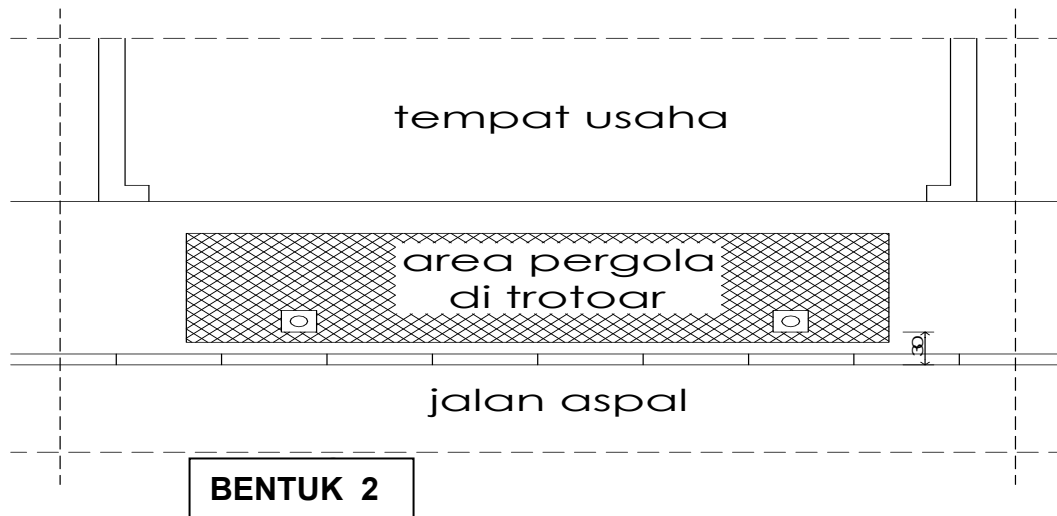 tempat usaha
area pergola
di trotoar
30
jalan aspal
BENTUK 2